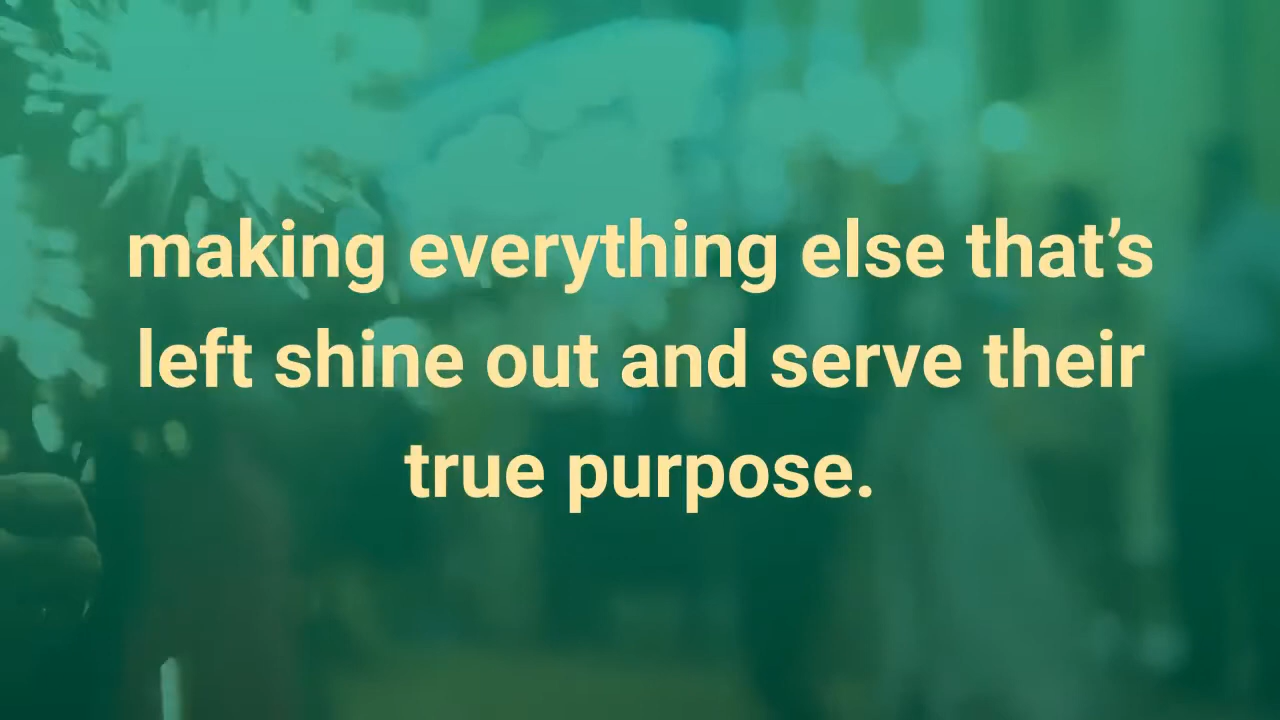 making everything else that’s
left shine out and serve their
true purpose.